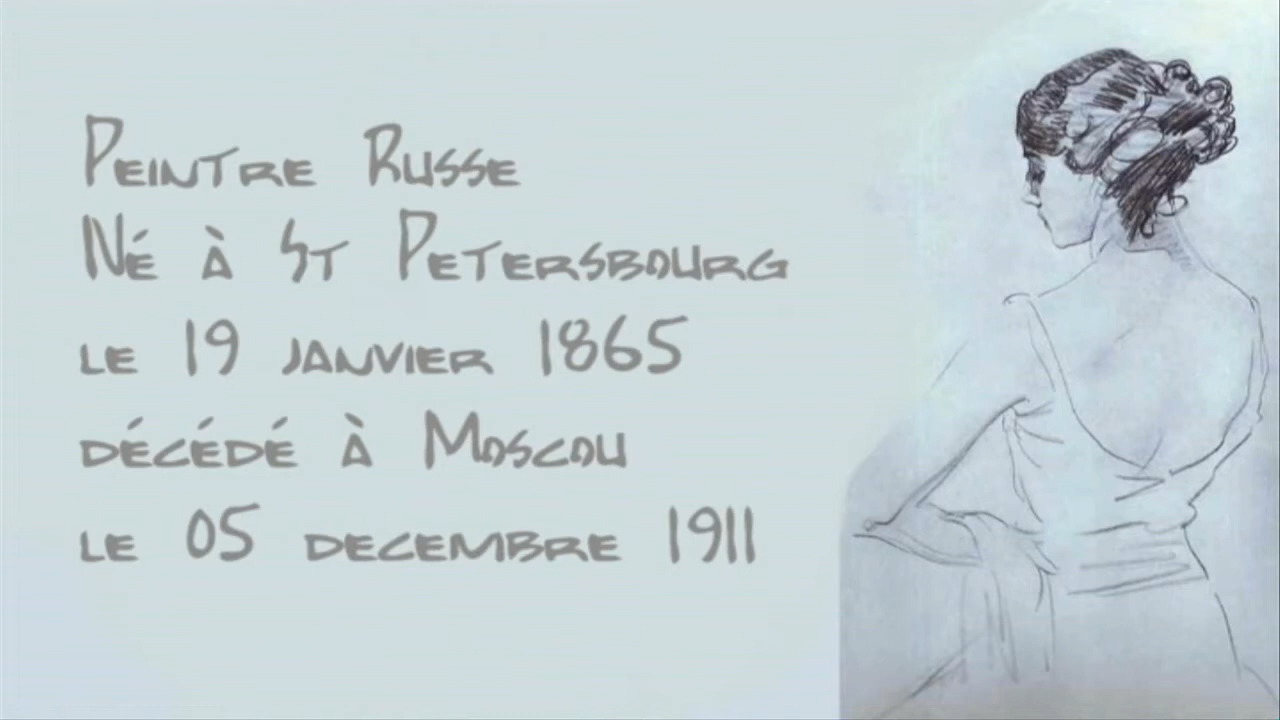 Peintre Russe
Né à St Petersbourg
le 19 janvier 1865
décédé à Moscou
le 05 decembre 1911